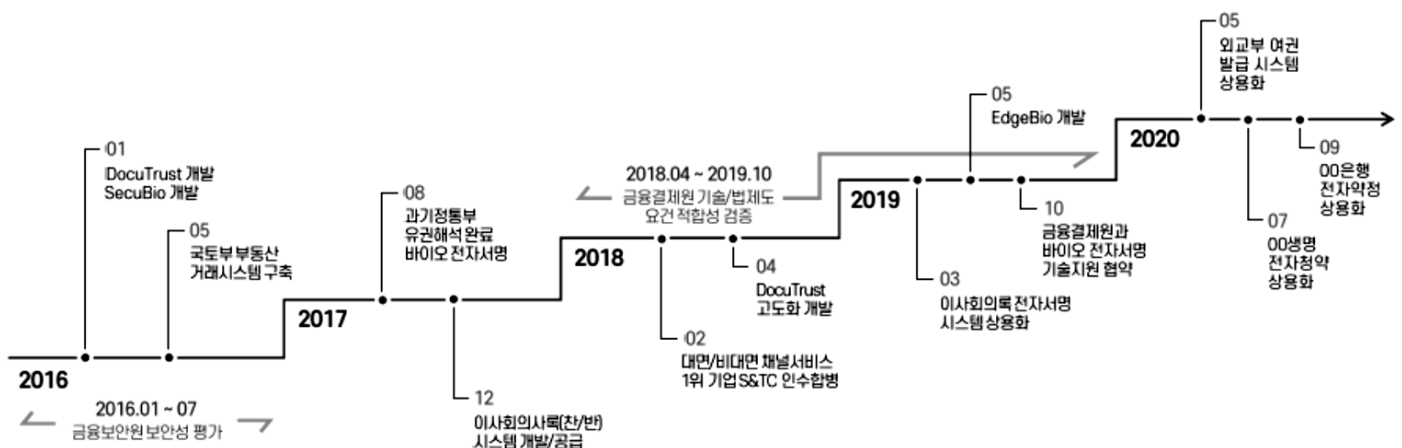 2016
01
DocuTrust 개발
SecuBio 개발
05
국토부 부동산
거래시스템 구축
2016.01 ~ 07
금융보안원 보안성 평가
2017
08
과기정통부
유권해석 완료
바이오 전자서명
12
이사회의사록(찬/반)
시스템 개발/공급
2018
2018.04 ~ 2019.10
금융결제원 기술/법제도
요건 적합성 검증
02
대면/비대면 채널서비스
1위 기업 S&TC 인수합병
04
DocuTrust
고도화 개발
2019
03
이사회의록 전자서명
시스템 상용화
05
EdgeBio 개발
10
금융결제원과
바이오 전자서명
기술지원 협약
2020
05
외교부 여권
발급 시스템
상용화
07
00생명
전자청약
상용화
09
00은행
전자약정
상용화